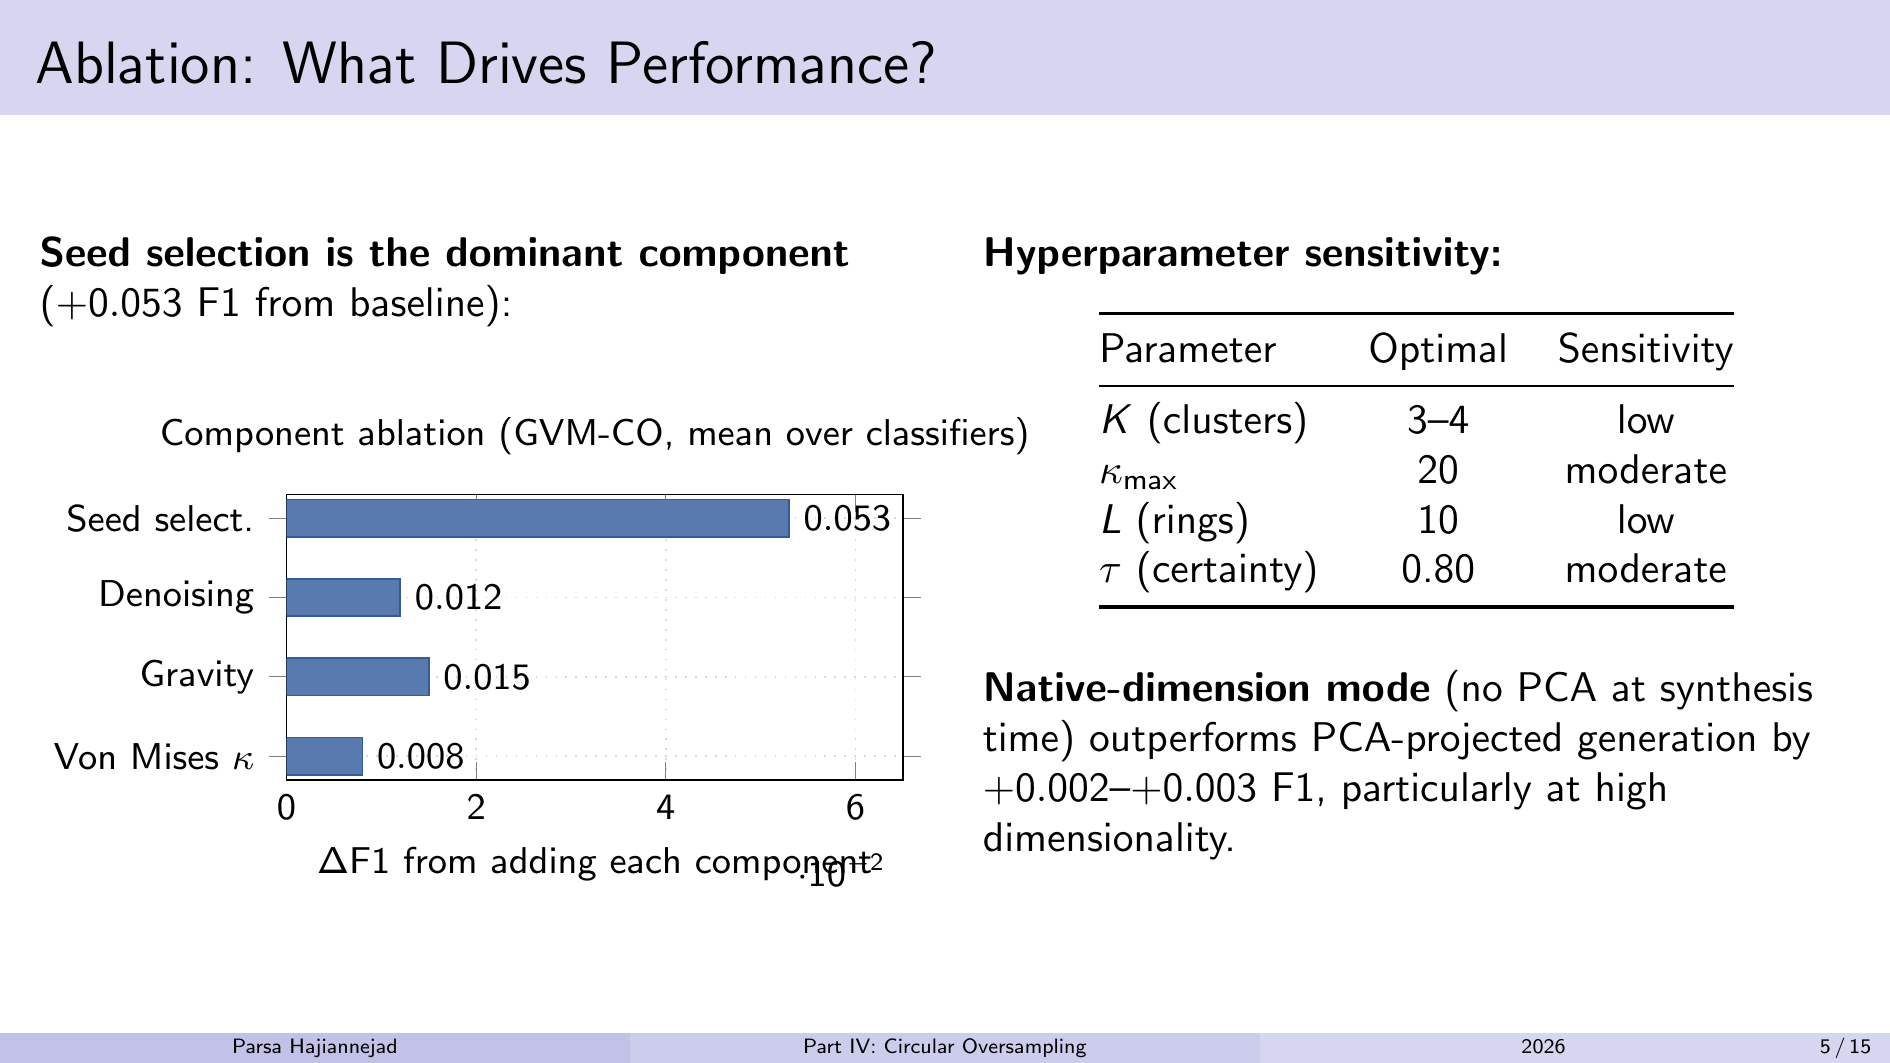 Ablation: What Drives Performance?
Seed selection is the dominant component
(+0.053 F1 from baseline):
Component ablation (GVM-CO, mean over classifiers)
Seed select.
0.053
Denoising
0.012
Gravity
0.015
Von Mises κ
0.008
0 2 4 6
ΔF1 from adding each component
·10−2
Hyperparameter sensitivity:
Parameter Optimal Sensitivity
K (clusters) 3–4 low
κmax 20 moderate
L (rings) 10 low
τ (certainty) 0.80 moderate
Native-dimension mode (no PCA at synthesis
time) outperforms PCA-projected generation by
+0.002–+0.003 F1, particularly at high
dimensionality.
Parsa Hajiannejad Part IV: Circular Oversampling 2026 5 / 15